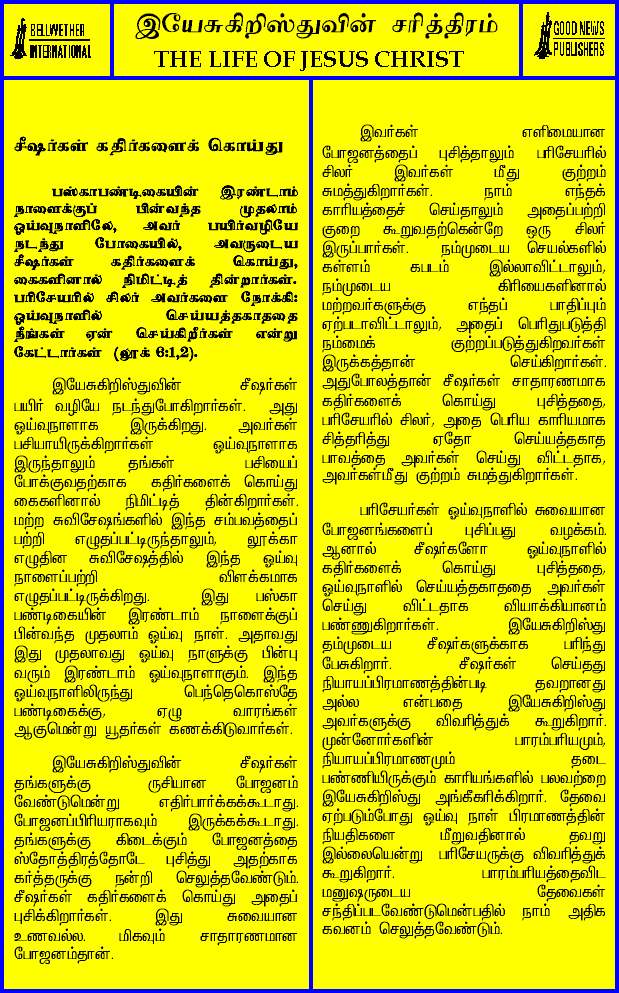 BELLWETHER
INTERNATIONAL
இயேசுகிறிஸ்துவின் சரித்திரம்
THE LIFE OF JESUS CHRIST
GOOD NEWS
PUBLISHERS
சீஷர்கள் கதிர்களைக் கொய்து
பஸ்காபண்டிகையின் இரண்டாம்
நாளைக்குப் பின்வந்த முதலாம்
ஓய்வுநாளிலே, அவர் பயிர்வழியே
நடந்து போகையில், அவருடைய
சீஷர்கள் கதிர்களைக் கொய்து,
கைகளினால் நிமிட்டித் தின்றார்கள்.
பரிசேயரில் சிலர் அவர்களை நோக்கி:
ஓய்வுநாளில் செய்யத்தகாததை
நீங்கள் ஏன் செய்கிறீர்கள் என்று
கேட்டார்கள் (லூக் 6:1,2).
இயேசுகிறிஸ்துவின் சீஷர்கள்
பயிர் வழியே நடந்துபோகிறார்கள். அது
ஓய்வுநாளாக இருக்கிறது. அவர்கள்
பசியாயிருக்கிறார்கள் ஓய்வுநாளாக
இருந்தாலும் தங்கள் பசியைப்
போக்குவதற்காக கதிர்களைக் கொய்து
கைகளினால் நிமிட்டித் தின்கிறார்கள்.
மற்ற சுவிசேஷங்களில் இந்த சம்பவத்தைப்
பற்றி எழுதப்பட்டிருந்தாலும், லூக்கா
எழுதின சுவிசேஷத்தில் இந்த ஓய்வு
நாளைப்பற்றி விளக்கமாக
எழுதப்பட்டிருக்கிறது. இது பஸ்கா
பண்டிகையின் இரண்டாம் நாளைக்குப்
பின்வந்த முதலாம் ஓய்வு நாள். அதாவது
இது முதலாவது ஓய்வு நாளுக்கு பின்பு
வரும் இரண்டாம் ஓய்வுநாளாகும். இந்த
ஓய்வுநாளிலிருந்து பெந்தெகொஸ்தே
பண்டிகைக்கு, ஏழு வாரங்கள்
ஆகுமென்று யூதர்கள் கணக்கிடுவார்கள்.
இயேசுகிறிஸ்துவின் சீஷர்கள்
தங்களுக்கு ருசியான போஜனம்
வேண்டுமென்று எதிர்பார்க்கக்கூடாது.
போஜனப்பிரியராகவும் இருக்கக்கூடாது.
தங்களுக்கு கிடைக்கும் போஜனத்தை
ஸ்தோத்திரத்தோடே புசித்து அதற்காக
கர்த்தருக்கு நன்றி செலுத்தவேண்டும்.
சீஷர்கள் கதிர்களைக் கொய்து அதைப்
புசிக்கிறார்கள். இது சுவையான
உணவல்ல. மிகவும் சாதாரணமான
போஜனம்தான்.
இவர்கள் எளிமையான
போஜனத்தைப் புசித்தாலும் பரிசேயரில்
சிலர் இவர்கள் மீது குற்றம்
சுமத்துகிறார்கள். நாம் எந்தக்
காரியத்தைச் செய்தாலும் அதைப்பற்றி
குறை கூறுவதற்கென்றே ஒரு சிலர்
இருப்பார்கள். நம்முடைய செயல்களில்
கள்ளம் கபடம் இல்லாவிட்டாலும்,
நம்முடைய கிரியைகளினால்
மற்றவர்களுக்கு எந்தப் பாதிப்பும்
ஏற்படாவிட்டாலும், அதைப் பெரிதுபடுத்தி
நம்மைக் குற்றப்படுத்துகிறவர்கள்
இருக்கத்தான் செய்கிறார்கள்.
அதுபோலத்தான் சீஷர்கள் சாதாரணமாக
கதிர்களைக் கொய்து புசித்ததை,
பரிசேயரில் சிலர், அதை பெரிய காரியமாக
சித்தரித்து ஏதோ செய்யத்தகாத
பாவத்தை அவர்கள் செய்து விட்டதாக,
அவர்கள்மீது குற்றம் சுமத்துகிறார்கள்.
பரிசேயர்கள் ஓய்வுநாளில் சுவையான
போஜனங்களைப் புசிப்பது வழக்கம்.
ஆனால் சீஷர்களோ ஓய்வுநாளில்
கதிர்களைக் கொய்து புசித்ததை,
ஓய்வுநாளில் செய்யத்தகாததை அவர்கள்
செய்து விட்டதாக வியாக்கியானம்
பண்ணுகிறார்கள். இயேசுகிறிஸ்து
தம்முடைய சீஷர்களுக்காக பரிந்து
பேசுகிறார். சீஷர்கள் செய்தது
நியாயப்பிரமாணத்தின்படி தவறானது
அல்ல என்பதை இயேசுகிறிஸ்து
அவர்களுக்கு விவரித்துக் கூறுகிறார்.
முன்னோர்களின் பாரம்பரியமும்,
நியாயப்பிரமாணமும் தடை
பண்ணியிருக்கும் காரியங்களில் பலவற்றை
இயேசுகிறிஸ்து அங்கீகரிக்கிறார். தேவை
ஏற்படும்போது ஓய்வு நாள் பிரமாணத்தின்
நியதிகளை மீறுவதினால் தவறு
இல்லையென்று பரிசேயருக்கு விவரித்துக்
கூறுகிறார். பாரம்பரியத்தைவிட
மனுஷருடைய தேவைகள்
சந்திப்படவேண்டுமென்பதில் நாம் அதிக
கவனம் செலுத்தவேண்டும்.